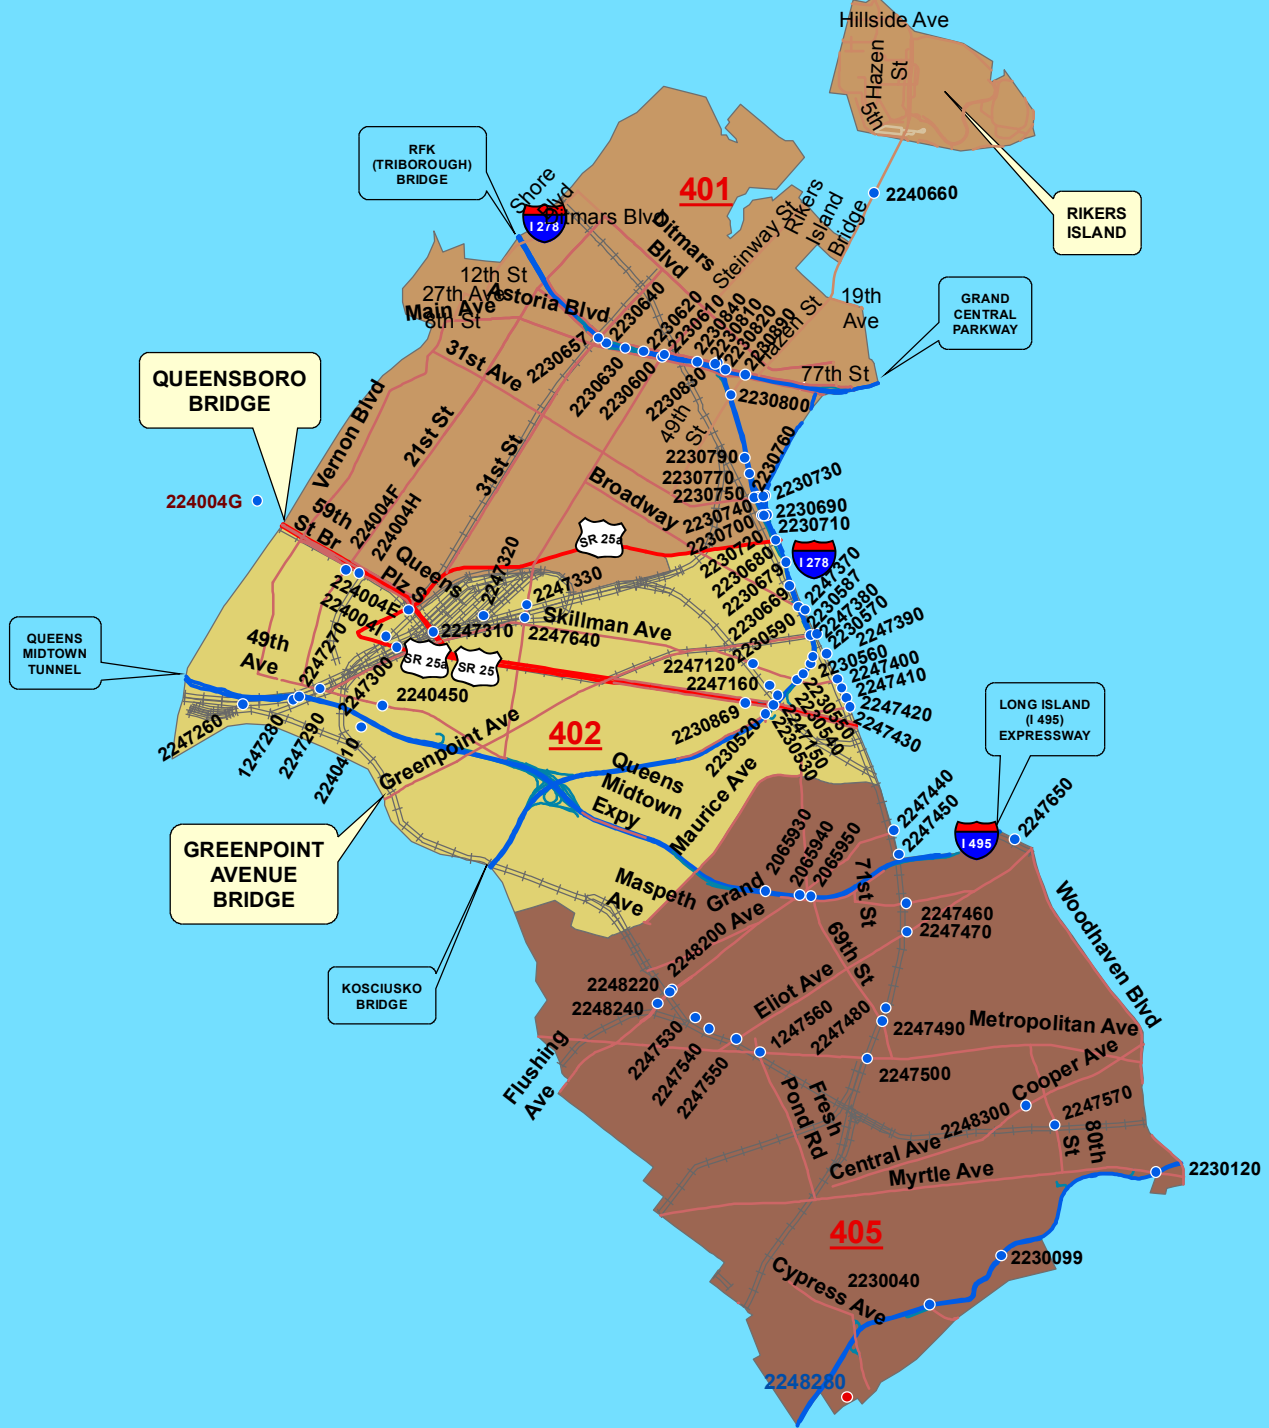 Hillside Ave
Hazen
St
5th
RFK
(TRIBOROUGH)
BRIDGE
Shore
Blvd
I 278
Ditmars Blvd
401
Ditmars
Blvd
Steinway St
Rikers
Island
Bridge
2240660
RIKERS
ISLAND
12th St
27th Ave
Main Ave
8th St
Astoria Blvd
19th
Ave
GRAND
CENTRAL
PARKWAY
Hazen St
77th St
2230657
2230640
2230630
2230620
2230610
2230600
2230840
2230810
2230820
2230890
2230830
2230800
31st Ave
QUEENSBORO
BRIDGE
Vernon Blvd
21st St
31st St
49th
St
Broadway
2230790
2230760
2230770
2230750
2230730
2230740
2230690
2230700
2230710
2230720
2230680
2230679
2230669
224004G
59th
St Br
224004F
224004H
Queens
Plz S
SR 25a
I 278
2247320
2247330
224004E
224004I
2247310
2247640
Skillman Ave
2247370
2230587
2247380
2230570
2247390
2230590
2230560
2247400
2247410
2247420
2247430
2247120
2247160
QUEENS
MIDTOWN
TUNNEL
49th
Ave
2247270
2247300
SR 25a
SR 25
2240450
2247260
1247280
2247290
2240410
Greenpoint Ave
402
2230869
2230520
2230550
2230540
2247150
2230530
Queens
Midtown
Expy
Maurice Ave
LONG ISLAND
(I 495)
EXPRESSWAY
2247440
2247450
I 495
2247650
GREENPOINT
AVENUE
BRIDGE
2065930
2065940
2065950
Maspeth
Ave
Grand
Ave
71st St
2247460
2247470
Woodhaven Blvd
KOSCIUSKO
BRIDGE
2248200
2248220
2248240
69th St
Eliot Ave
Flushing
Ave
2247530
2247540
2247550
1247560
2247480
2247490
2247500
Metropolitan Ave
Cooper Ave
Fresh
Pond Rd
2248300
2247570
Central Ave
80th
St
Myrtle Ave
2230120
405
2230099
2230040
Cypress Ave
2248280